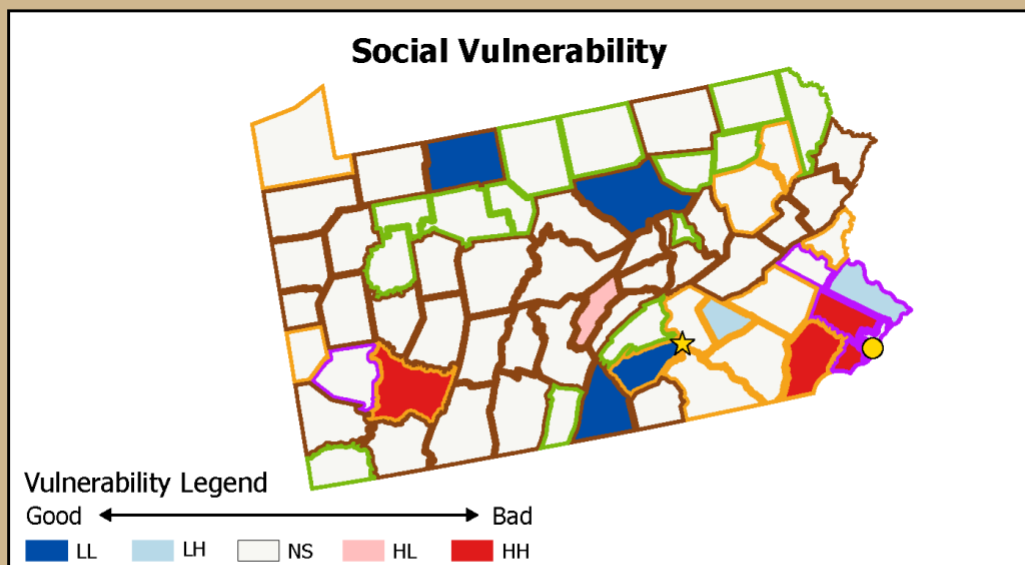 Social Vulnerability
Vulnerability Legend
Good Bad
LL LH NS HL HH